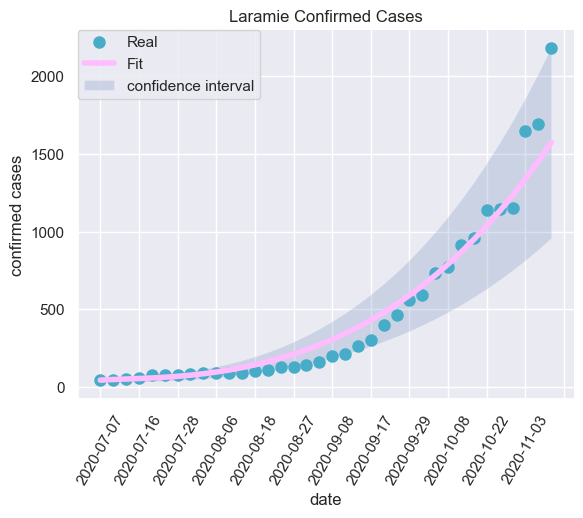 Laramie Confirmed Cases
Real
Fit
confidence interval
2000
1500
1000
500
0
confirmed cases
2020-07-07
2020-07-16
2020-07-28
2020-08-06
2020-08-18
2020-08-27
2020-09-08
2020-09-17
2020-09-29
2020-10-08
2020-10-22
2020-11-03
date